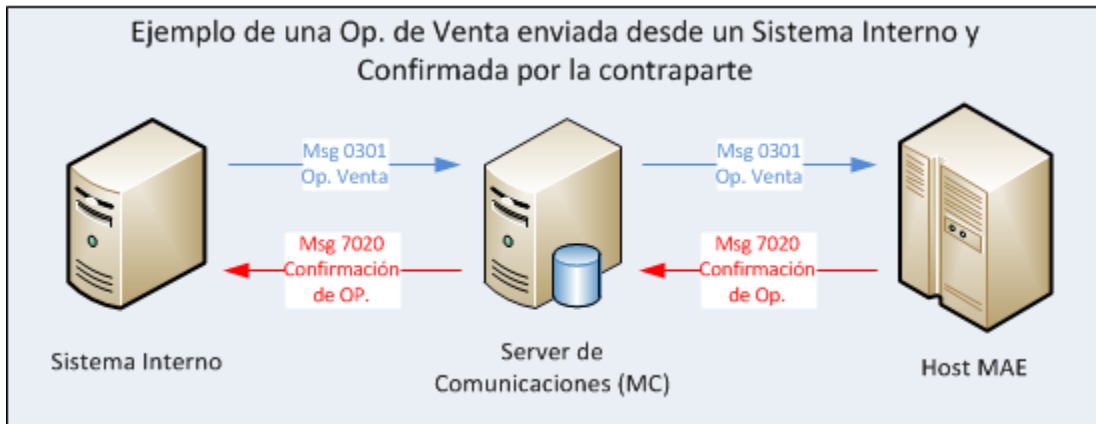 Ejemplo de una Op. de Venta enviada desde un Sistema Interno y
Confirmada por la contraparte
Msg 0301
Op. Venta
Msg 0301
Op. Venta
Msg 7020
Confirmación
de OP.
Msg 7020
Confirmación
de Op.
Sistema Interno
Server de
Comunicaciones (MC)
Host MAE